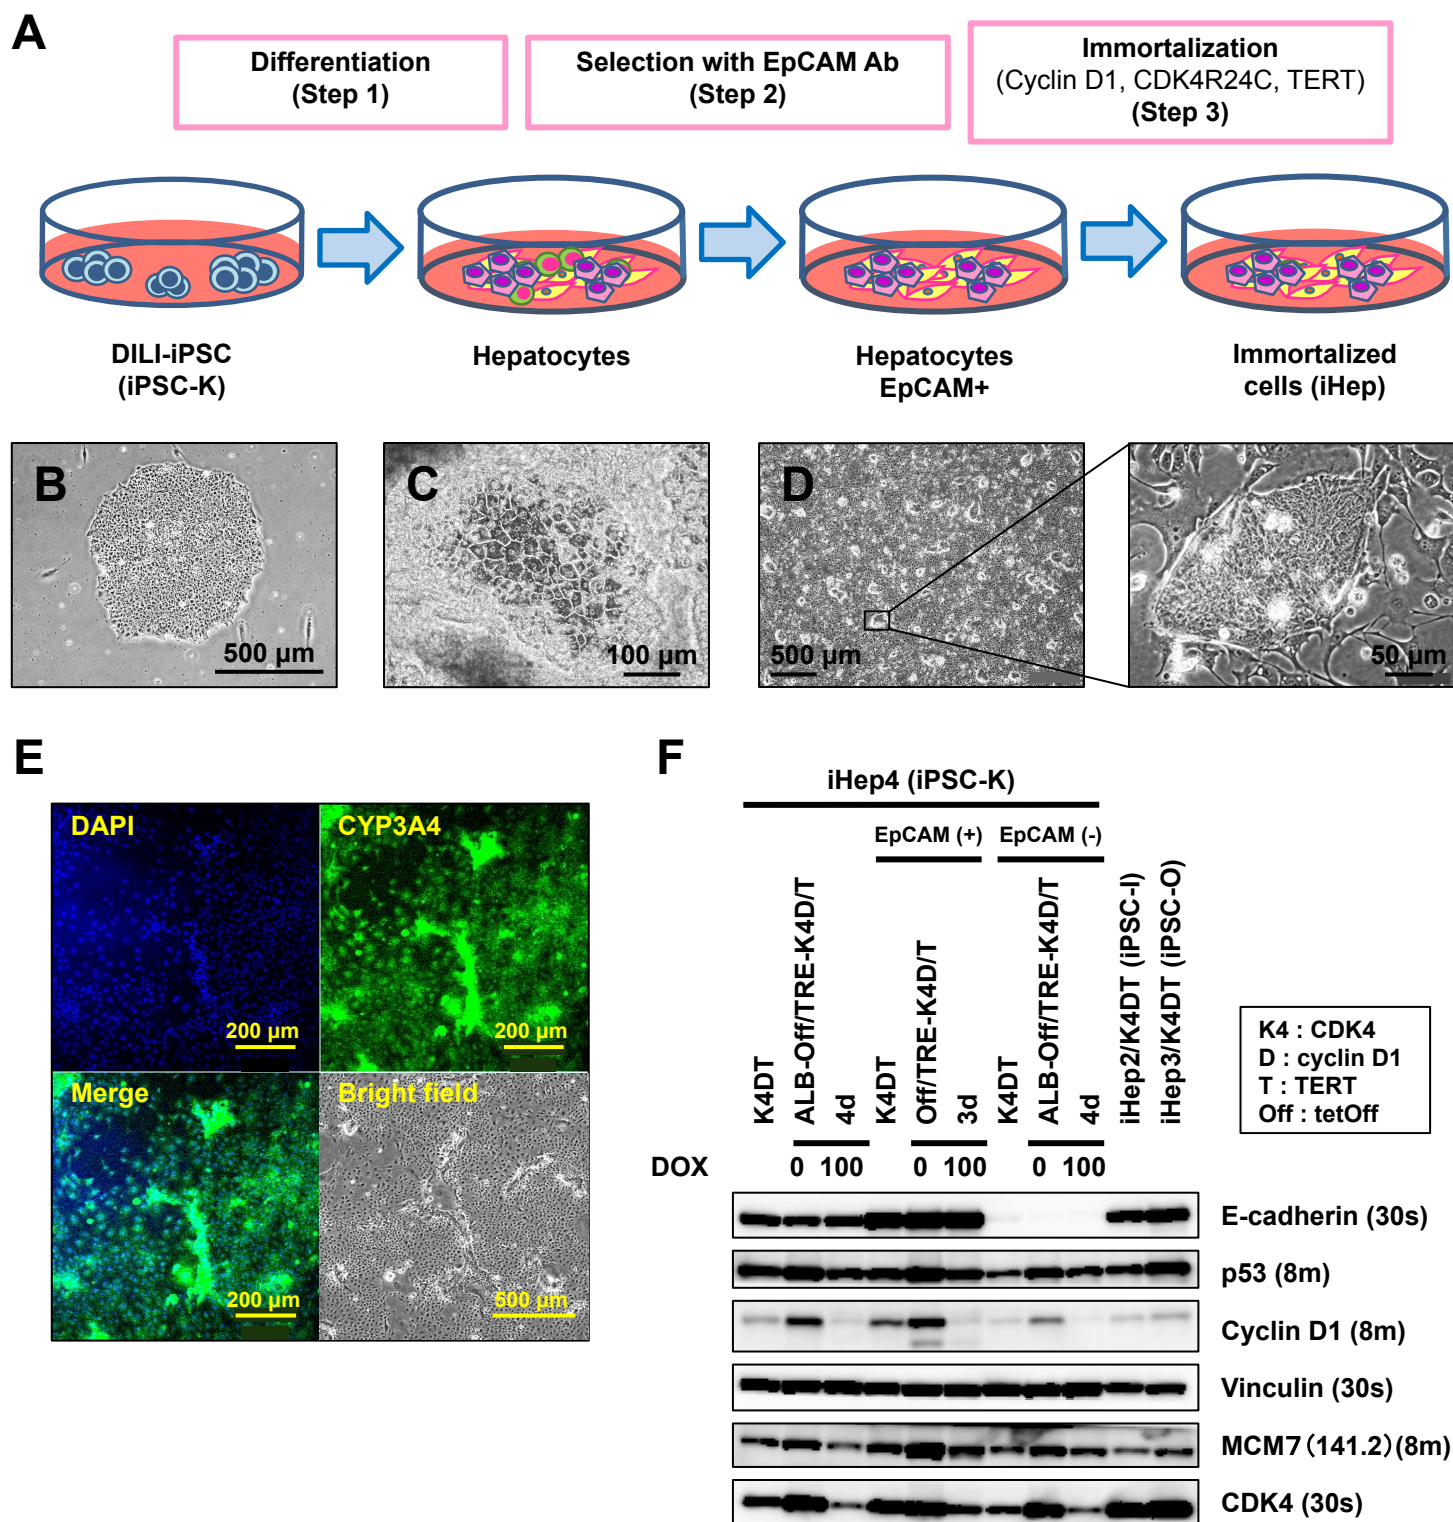 A
Differentiation
(Step 1)
Selection with EpCAM Ab
(Step 2)
Immortalization
(Cyclin D1, CDK4R24C, TERT)
(Step 3)
DILI-iPSC
(iPSC-K)
Hepatocytes
Hepatocytes
EpCAM+
Immortalized
cells (iHep)
B
500 μm
C
100 μm
D
500 μm
50 μm
E
DAPI
200 μm
CYP3A4
200 μm
Merge
200 μm
Bright field
500 μm
F
iHep4 (iPSC-K)
EpCAM (+)
EpCAM (-)
K4DT
ALB-Off/TRE-K4D/T
4d
K4DT
Off/TRE-K4D/T
3d
K4DT
ALB-Off/TRE-K4D/T
4d
iHep2/K4DT (iPSC-I)
iHep3/K4DT (iPSC-O)
DOX
0 100 0 100 0 100
K4 : CDK4
D : cyclin D1
T : TERT
Off : tetOff
E-cadherin (30s)
p53 (8m)
Cyclin D1 (8m)
Vinculin (30s)
MCM7(141.2)(8m)
CDK4 (30s)